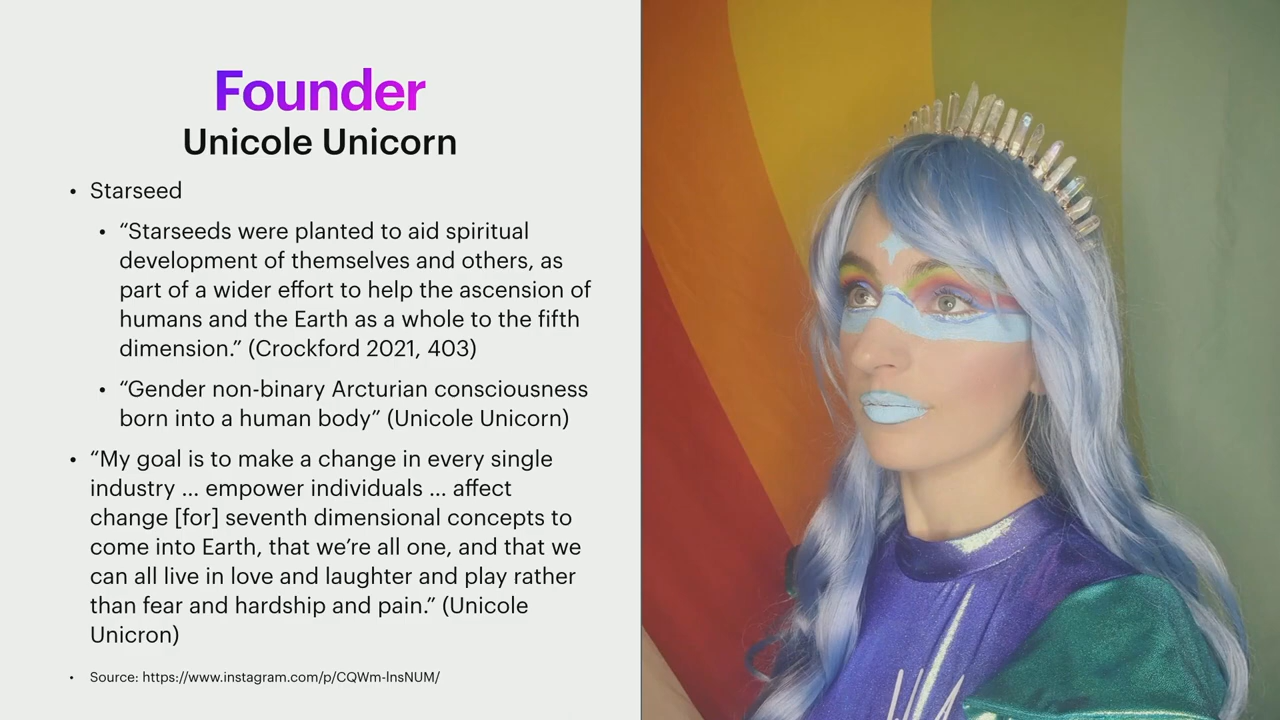 Founder
Unicole Unicorn
• Starseed
• “Starseeds were planted to aid spiritual
development of themselves and others, as
part of a wider effort to help the ascension of
humans and the Earth as a whole to the fifth
dimension.” (Crockford 2021, 403)
• “Gender non-binary Arcturian consciousness
born into a human body” (Unicole Unicorn)
• “My goal is to make a change in every single
industry ... empower individuals ... affect
change [for] seventh dimensional concepts to
come into Earth, that we’re all one, and that we
can all live in love and laughter and play rather
than fear and hardship and pain.” (Unicole
Unicron)
• Source: https://www.instagram.com/p/CQWm-lnsNUM/